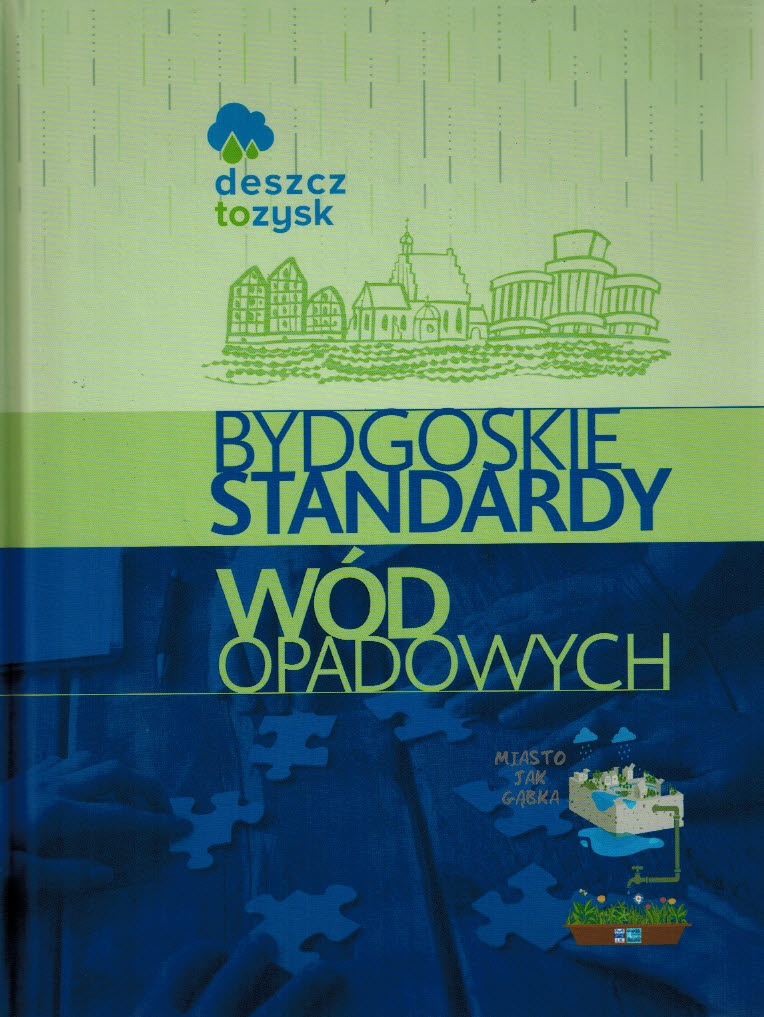 deszcz
tozysk
BYDGOSKIE
STANDARDY
WÓD
OPADOWYCH
MIASTO
JAK
GĄBKA